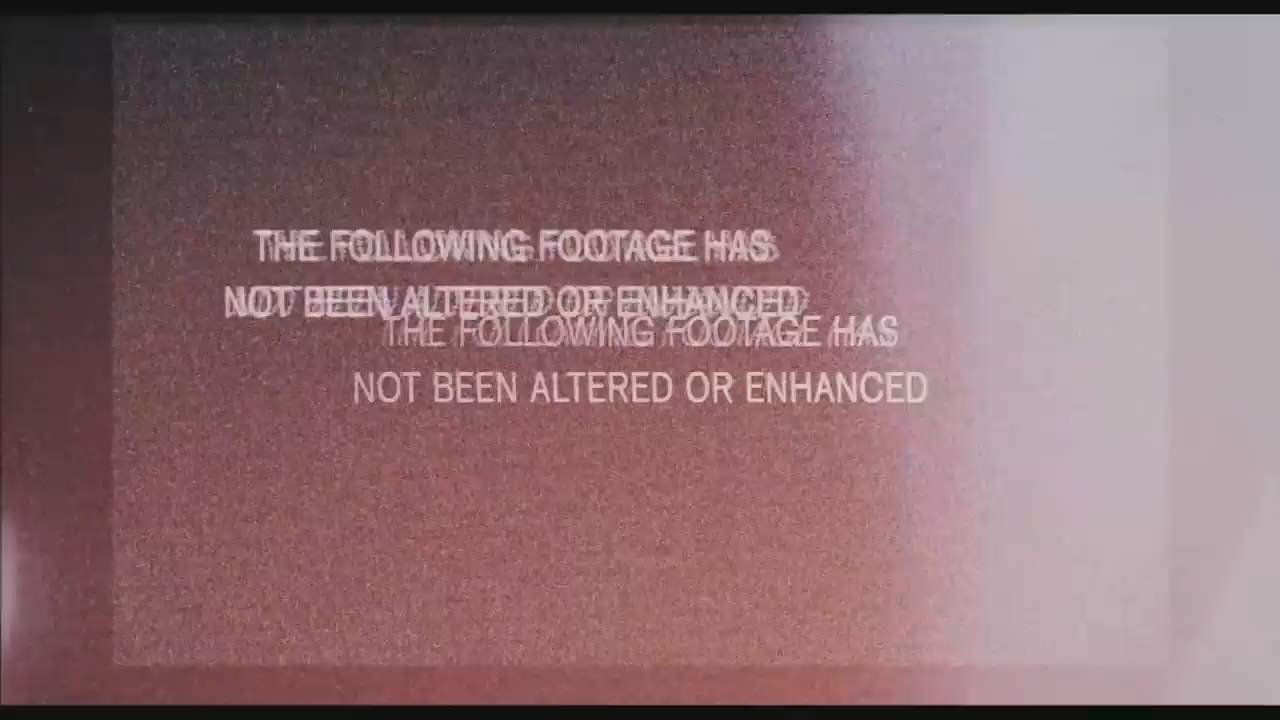 THE FOLLOWING FOOTAGE HAS
NOT BEEN ALTERED OR ENHANCED
THE FOLLOWING FOOTAGE HAS
NOT BEEN ALTERED OR ENHANCED